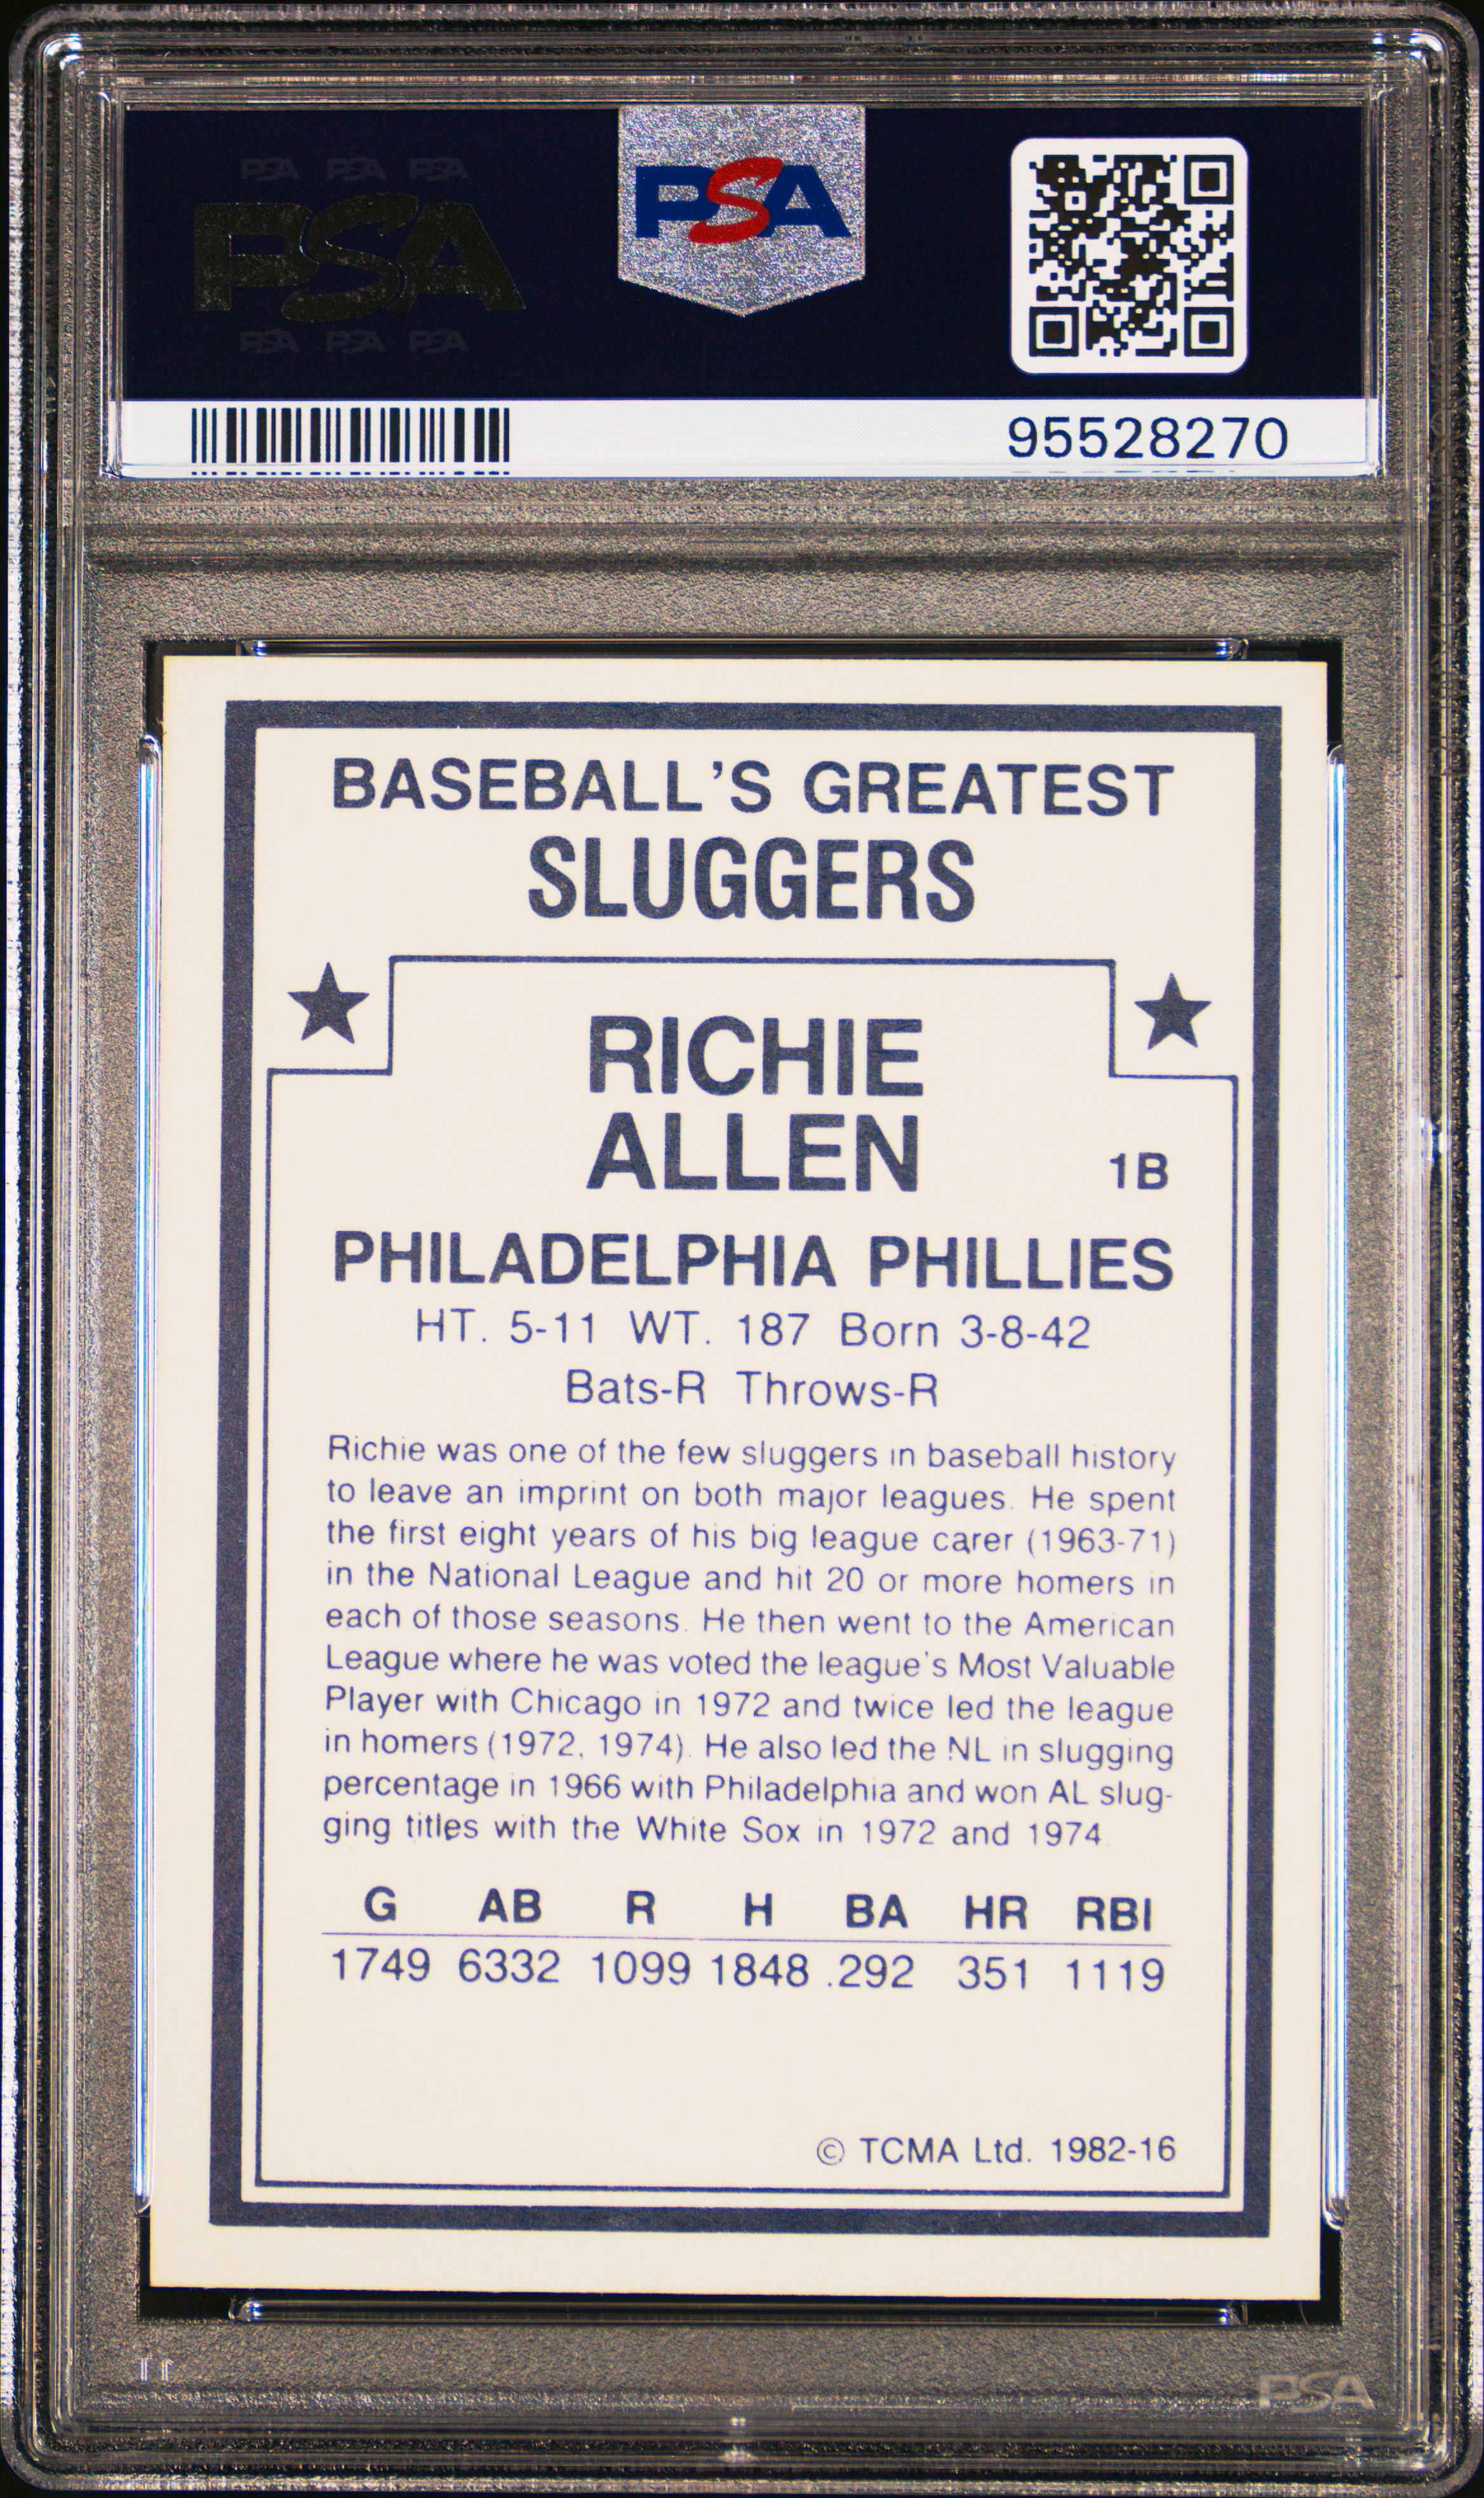 PSA PSA PSA
PSA
PSA PSA PSA
PSA
95528270
BASEBALL'S GREATEST
SLUGGERS
RICHIE
ALLEN
1B
PHILADELPHIA PHILLIES
HT. 5-11 WT. 187 Born 3-8-42
Bats-R Throws-R
Richie was one of the few sluggers in baseball history
to leave an imprint on both major leagues. He spent
the first eight years of his big league carer (1963-71)
in the National League and hit 20 or more homers in
each of those seasons. He then went to the American
League where he was voted the league's Most Valuable
Player with Chicago in 1972 and twice led the league
in homers (1972, 1974). He also led the NL in slugging
percentage in 1966 with Philadelphia and won AL slug-
ging titles with the White Sox in 1972 and 1974.
G AB R H BA HR RBI
1749 6332 1099 1848 .292 351 1119
© TCMA Ltd. 1982-16
PSA